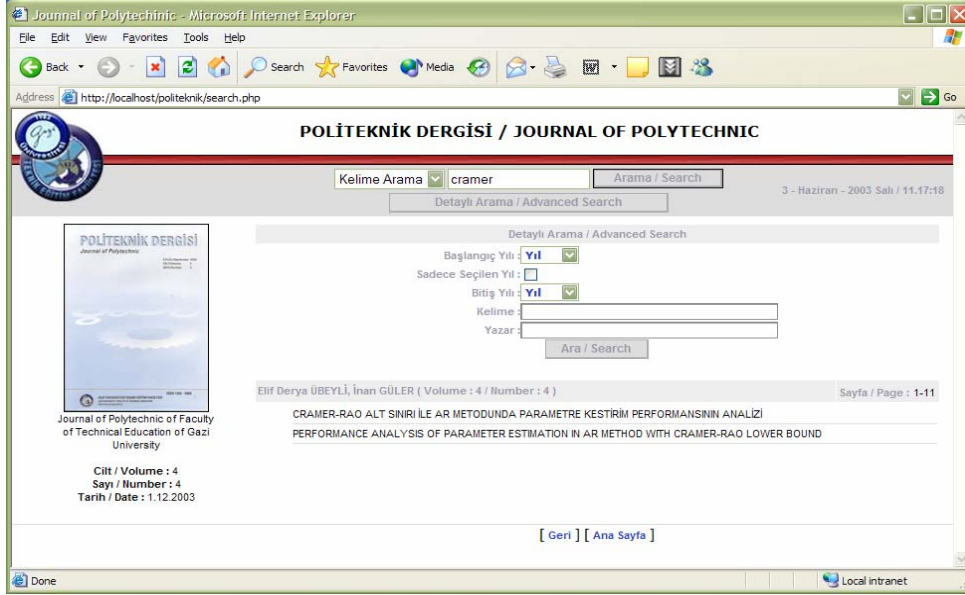 Jounnal of Polytechinic - Microsoft Internet Explorer
File Edit View Favorites Tools Help
Back Search Favorites Media
Address http://localhost/politeknik/search.php Go
POLİTEKNİK DERGİSİ / JOURNAL OF POLYTECHNIC
Kelime Arama cramer Arama / Search
3 - Haziran - 2003 Salı / 11.17:18
Detaylı Arama / Advanced Search
POLİTEKNİK DERGİSİ
Journal of Polytechnic
Detaylı Arama / Advanced Search
Başlangıç Yılı : Yıl
Sadece Seçilen Yıl :
Bitiş Yılı : Yıl
Kelime :
Yazar :
Ara / Search
Elif Derya ÜBEYLİ, İnan GÜLER ( Volume : 4 / Number : 4 ) Sayfa / Page : 1-11
CRAMER-RAO ALT SINIRI İLE AR METODUNDA PARAMETRE KESTİRİM PERFORMANSININ ANALİZİ
PERFORMANCE ANALYSIS OF PARAMETER ESTIMATION IN AR METHOD WITH CRAMER-RAO LOWER BOUND
Journal of Polytechnic of Faculty
of Technical Education of Gazi
University
Cilt / Volume : 4
Sayı / Number : 4
Tarih / Date : 1.12.2003
[ Geri ] [ Ana Sayfa ]
Done Local intranet